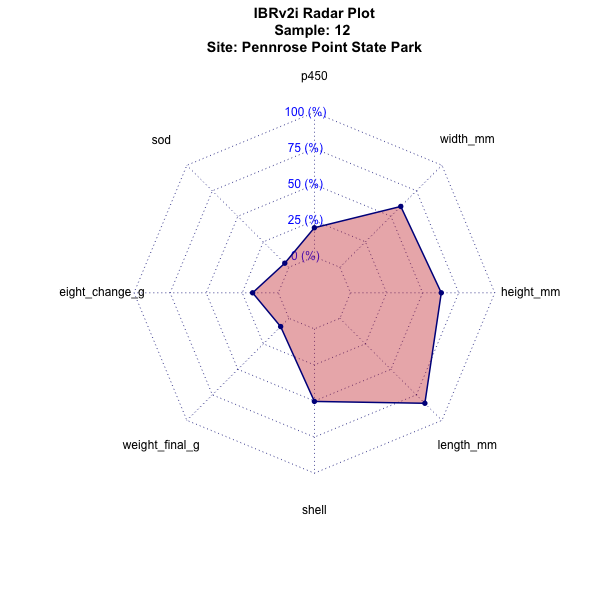 IBRv2i Radar Plot
Sample: 12
Site: Pennrose Point State Park
p450
100 (%)
sod
width_mm
75 (%)
50 (%)
25 (%)
0 (%)
eight_change_g
height_mm
weight_final_g
length_mm
shell